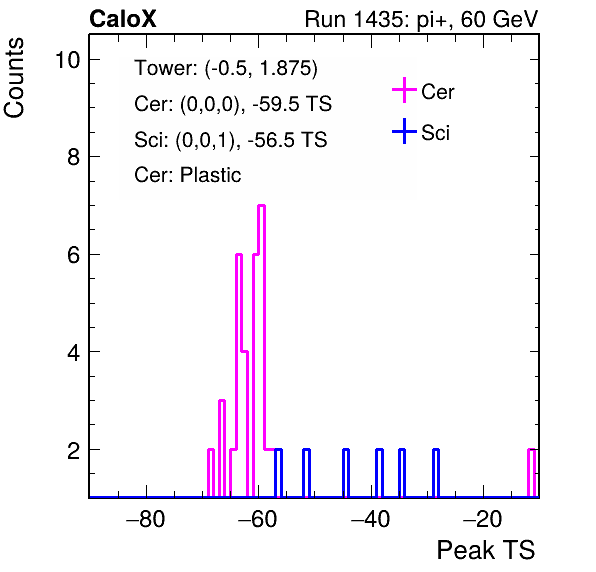 CaloX Run 1435: pi+, 60 GeV
Counts
Tower: (-0.5, 1.875)
Cer: (0,0,0), -59.5 TS
Sci: (0,0,1), -56.5 TS
Cer: Plastic
Cer
Sci
10
8
6
4
2
−80 −60 −40 −20
Peak TS